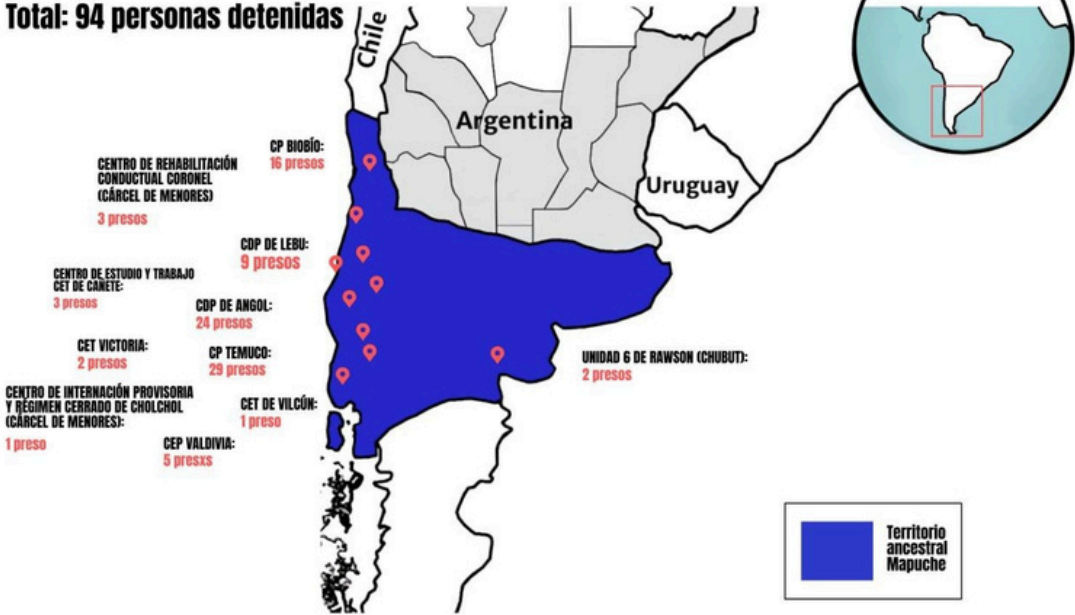 Total: 94 personas detenidas
Chile
Argentina
Uruguay
CP BIOBÍO:
16 presos
CENTRO DE REHABILITACIÓN
CONDUCTUAL CORONEL
(CÁRCEL DE MENORES)
3 presos
CDP DE LEBU:
9 presos
CENTRO DE ESTUDIO Y TRABAJO
CET DE CAÑETE:
3 presos
CDP DE ANGOL:
24 presos
CET VICTORIA:
2 presos
CP TEMUCO:
29 presos
UNIDAD 6 DE RAWSON (CHUBUT):
2 presos
CENTRO DE INTERNACIÓN PROVISORIA
Y RÉGIMEN CERRADO DE CHOLCHOL
(CÁRCEL DE MENORES):
1 preso
CET DE VILCÚN:
1 preso
CEP VALDIVIA:
5 presxs
Territorio
ancestral
Mapuche